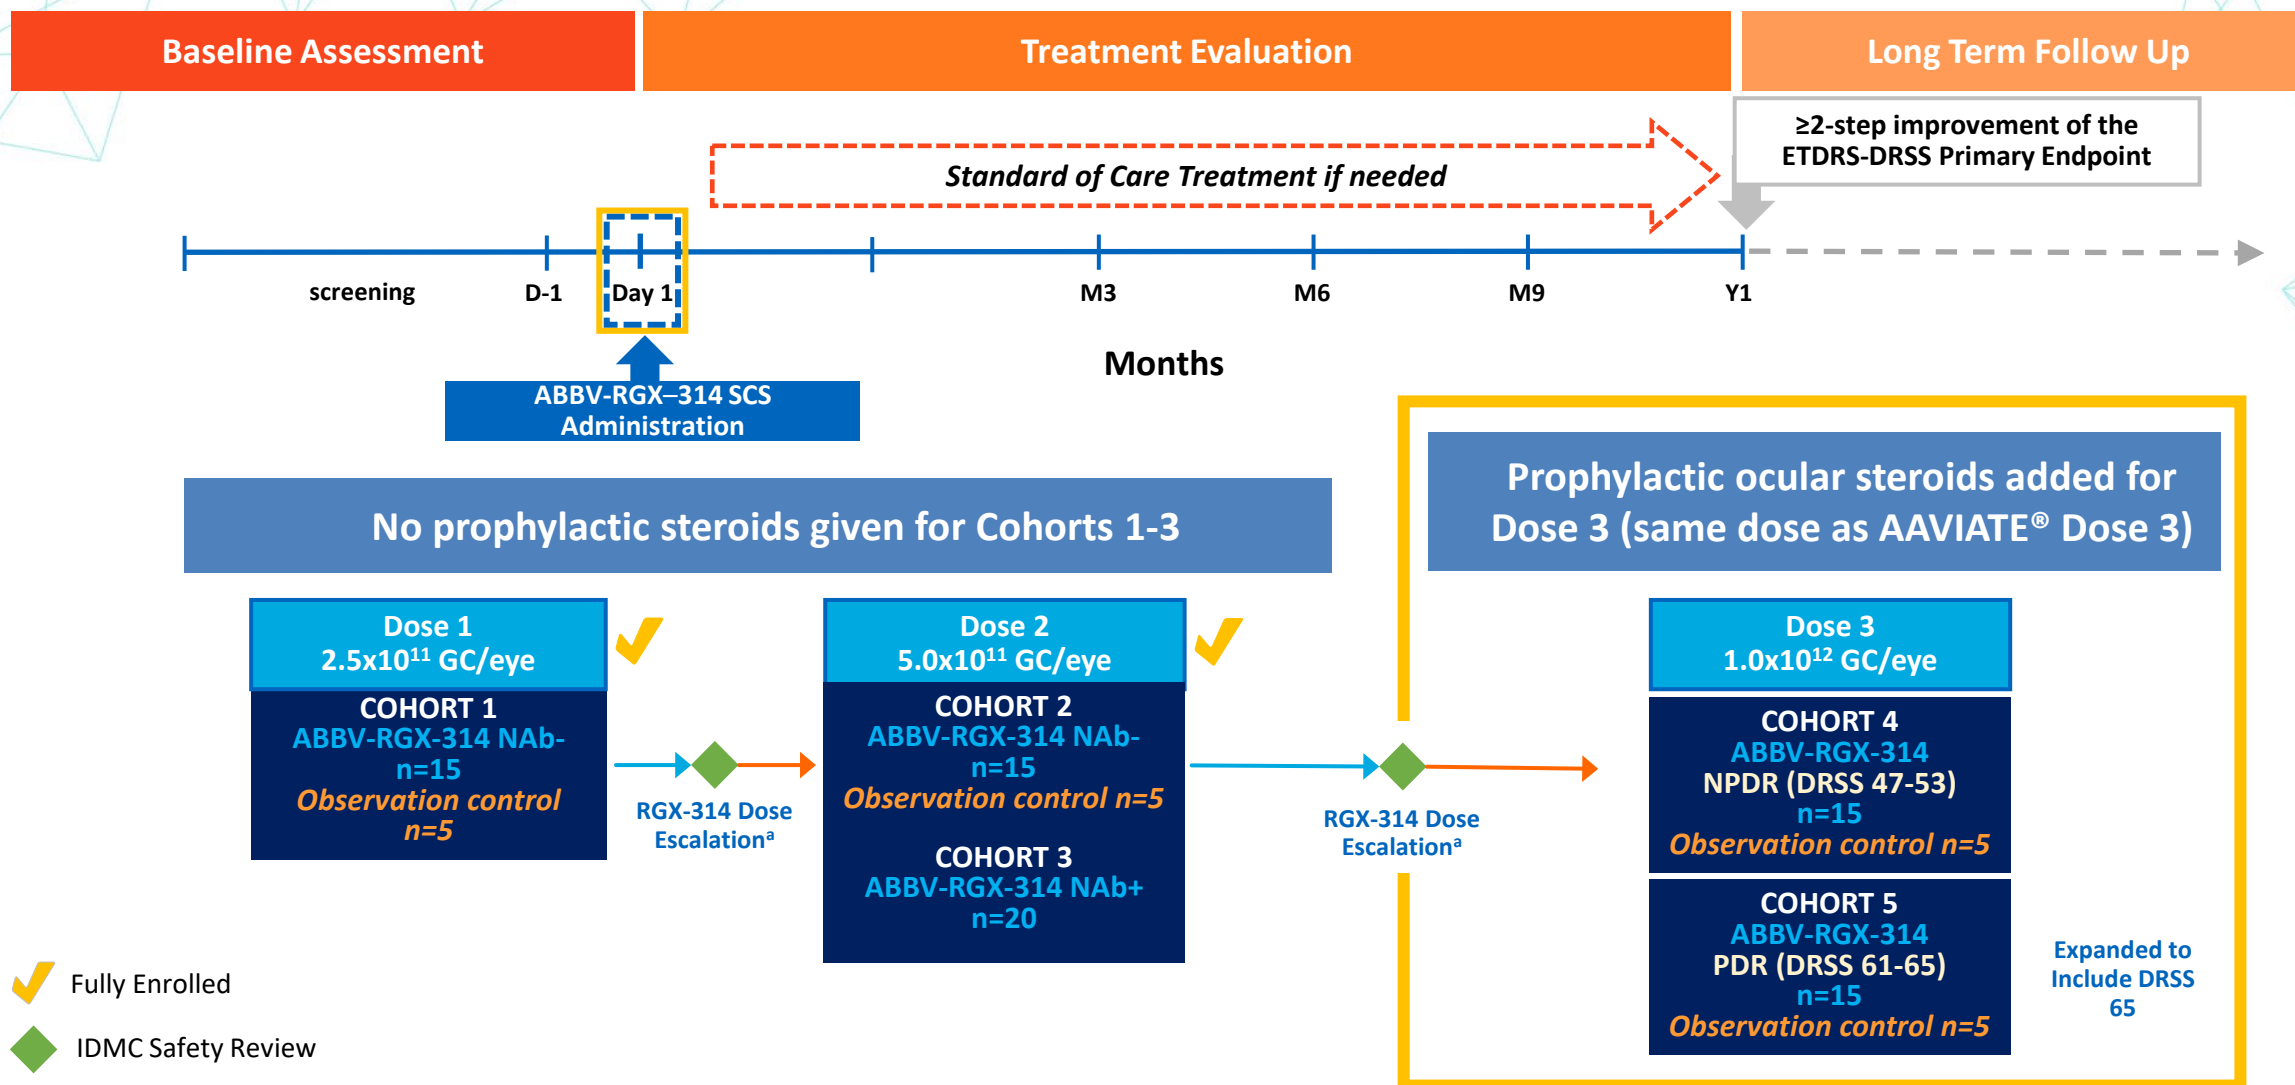 Baseline Assessment
Treatment Evaluation
Long Term Follow Up
≥2-step improvement of the
ETDRS-DRSS Primary Endpoint
Standard of Care Treatment if needed
screening
D-1
Day 1
M3
M6
M9
Y1
Months
ABBV-RGX–314 SCS
Administration
No prophylactic steroids given for Cohorts 1-3
Prophylactic ocular steroids added for
Dose 3 (same dose as AAVIATE® Dose 3)
Dose 1
2.5x10¹¹ GC/eye
COHORT 1
ABBV-RGX-314 NAb-
n=15
Observation control
n=5
RGX-314 Dose
Escalationᵃ
Dose 2
5.0x10¹¹ GC/eye
COHORT 2
ABBV-RGX-314 NAb-
n=15
Observation control n=5
COHORT 3
ABBV-RGX-314 NAb+
n=20
RGX-314 Dose
Escalationᵃ
Dose 3
1.0x10¹² GC/eye
COHORT 4
ABBV-RGX-314
NPDR (DRSS 47-53)
n=15
Observation control n=5
COHORT 5
ABBV-RGX-314
PDR (DRSS 61-65)
n=15
Observation control n=5
Expanded to
Include DRSS
65
Fully Enrolled
IDMC Safety Review